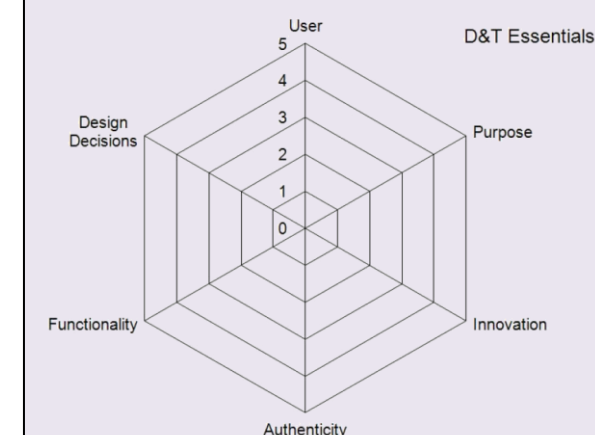 User
D&T Essentials
5
4
3
2
1
0
Design
Decisions
Purpose
Functionality
Innovation
Authenticity